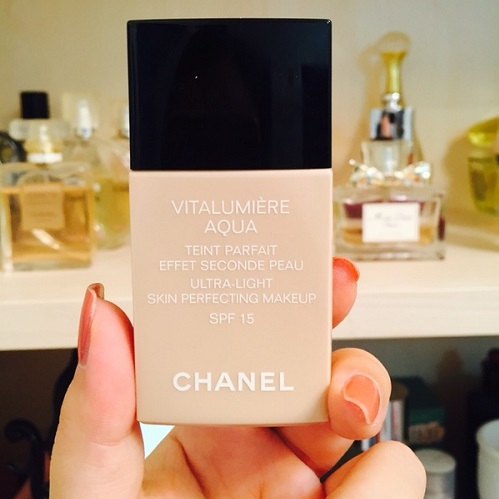 VITALUMIÈRE
AQUA
TEINT PARFAIT
EFFET SECONDE PEAU
ULTRA-LIGHT
SKIN PERFECTING MAKEUP
SPF 15
CHANEL